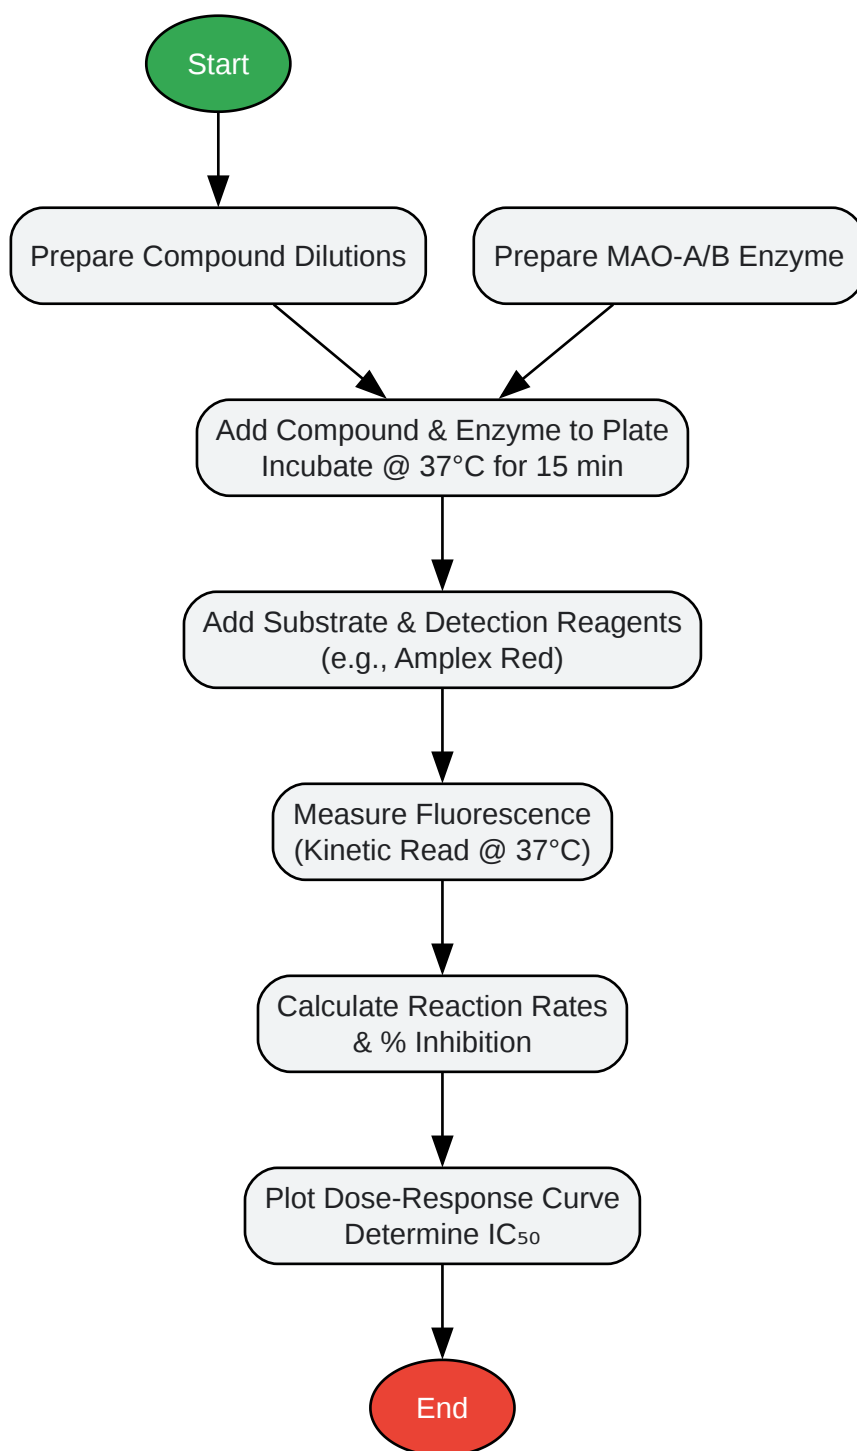 Start
Prepare Compound Dilutions
Prepare MAO-A/B Enzyme
Add Compound & Enzyme to Plate
Incubate @ 37°C for 15 min
Add Substrate & Detection Reagents
(e.g., Amplex Red)
Measure Fluorescence
(Kinetic Read @ 37°C)
Calculate Reaction Rates
& % Inhibition
Plot Dose-Response Curve
Determine IC₅₀
End